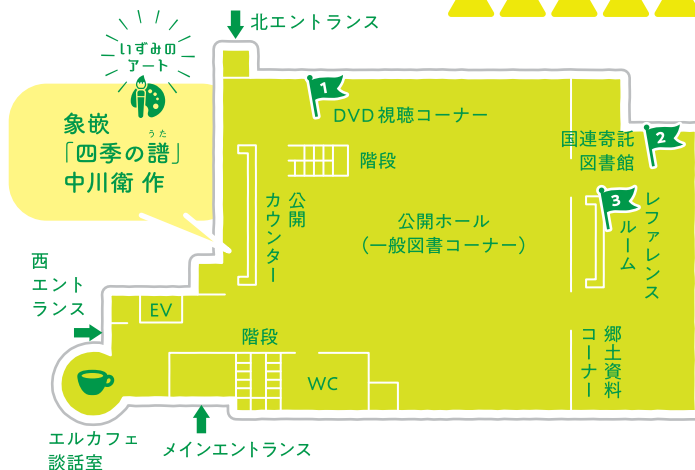 北エントランス
いずみの
アート
象嵌
うた
「四季の譜」
中川衛 作
1
DVD視聴コーナー
2
国連寄託
図書館
階段
3
レファレンス
ルーム
公開
カウンター
公開ホール
（一般図書コーナー）
西
エント
ランス
EV
階段
WC
郷土資料
コーナー
エルカフェ
談話室
メインエントランス